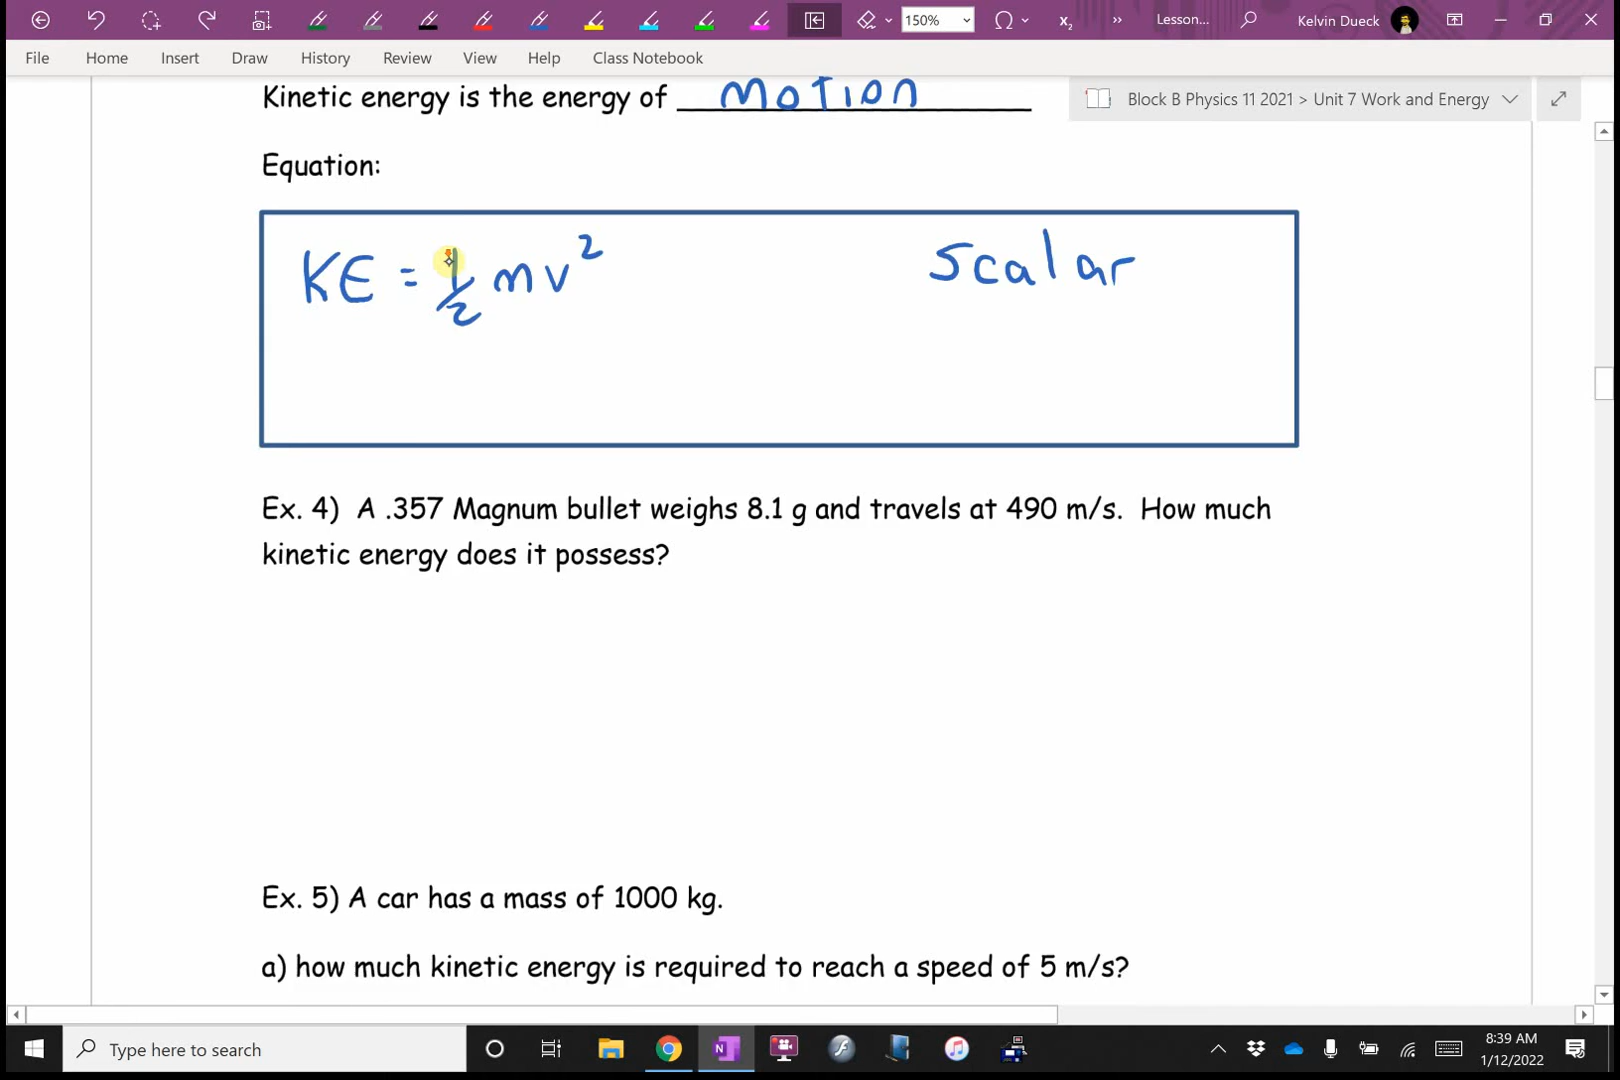 150%
x₂
Lesson...
Kelvin Dueck
File Home Insert Draw History Review View Help Class Notebook
Kinetic energy is the energy of motion
Block B Physics 11 2021 > Unit 7 Work and Energy
Equation:
KE = 1/2 mv² scalar
Ex. 4) A .357 Magnum bullet weighs 8.1 g and travels at 490 m/s. How much
kinetic energy does it possess?
Ex. 5) A car has a mass of 1000 kg.
a) how much kinetic energy is required to reach a speed of 5 m/s?
Type here to search
8:39 AM
1/12/2022